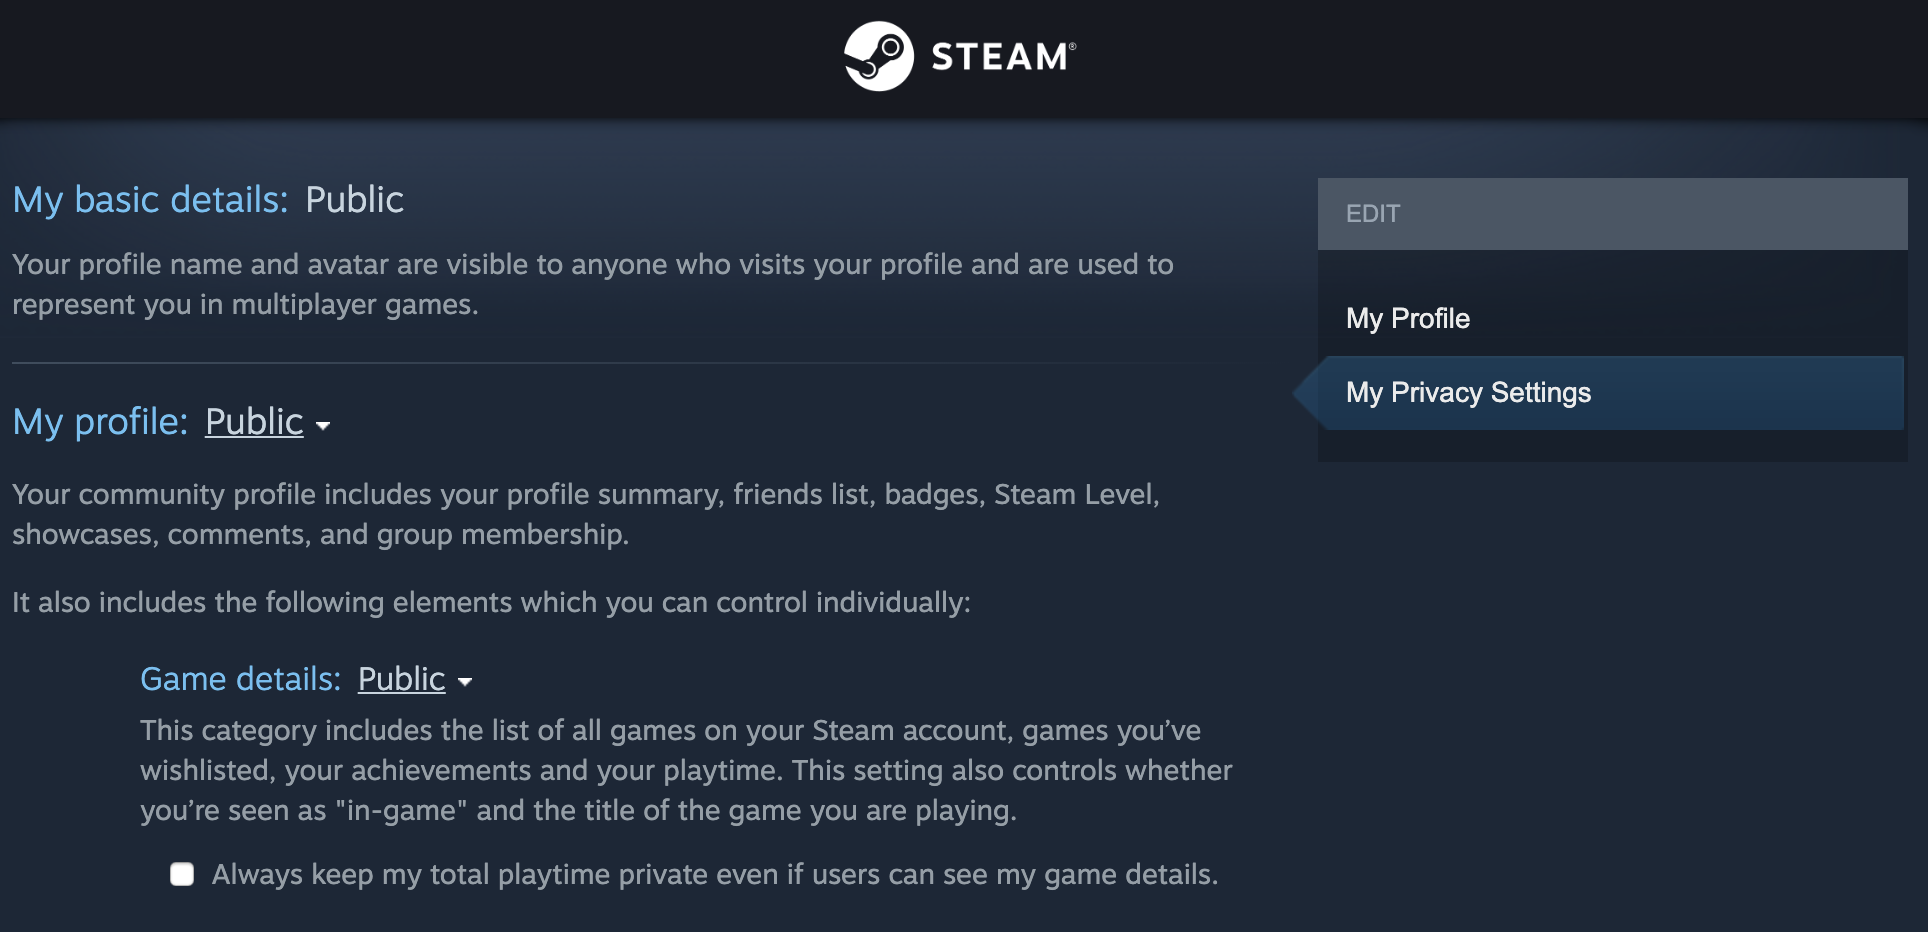 STEAM®
My basic details: Public
Your profile name and avatar are visible to anyone who visits your profile and are used to
represent you in multiplayer games.
My profile: Public
Your community profile includes your profile summary, friends list, badges, Steam Level,
showcases, comments, and group membership.
It also includes the following elements which you can control individually:
Game details: Public
This category includes the list of all games on your Steam account, games you’ve
wishlisted, your achievements and your playtime. This setting also controls whether
you’re seen as "in-game" and the title of the game you are playing.
Always keep my total playtime private even if users can see my game details.
EDIT
My Profile
My Privacy Settings